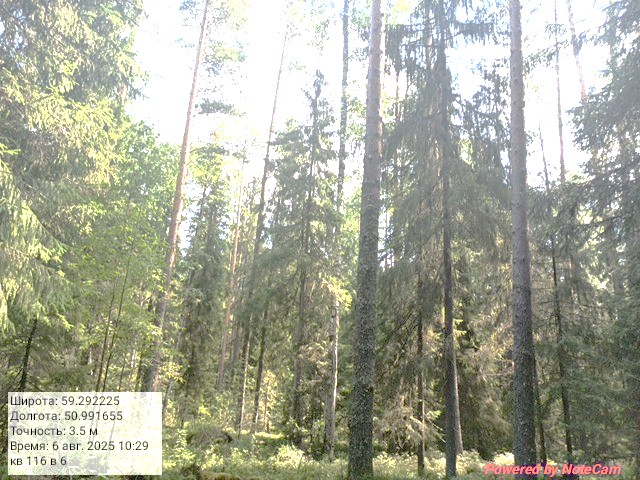 Широта: 59.292225
Долгота: 50.991655
Точность: 3.5 м
Время: 6 авг. 2025 10:29
кв 116 в 6
Powered by NoteCam